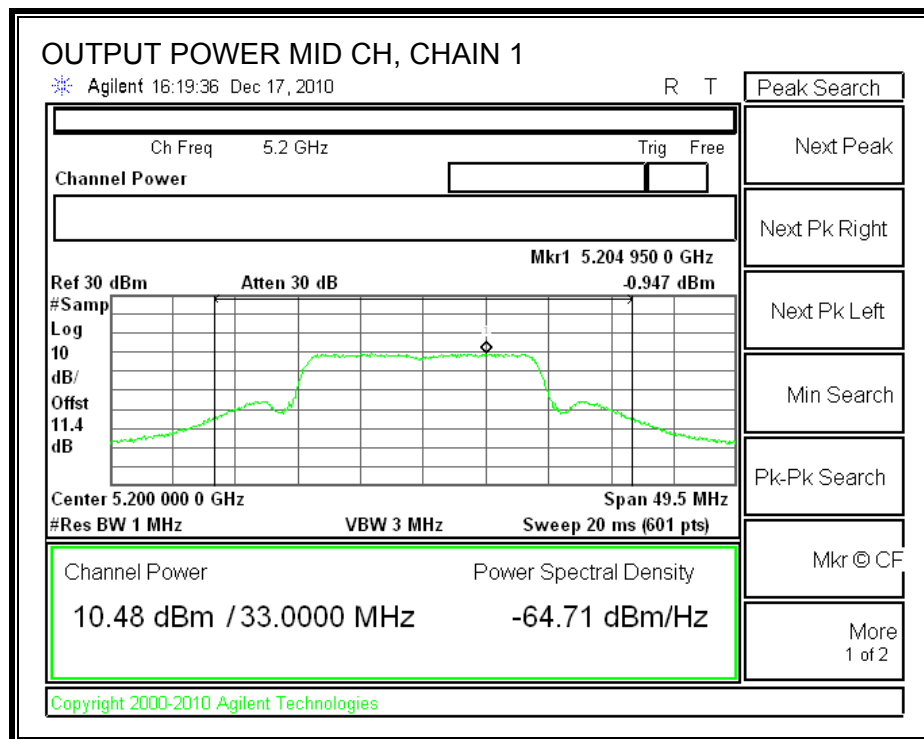 OUTPUT POWER MID CH, CHAIN 1
Agilent 16:19:36 Dec 17, 2010 R T
Peak Search
Ch Freq 5.2 GHz Trig Free
Channel Power
Next Peak
Next Pk Right
Mkr1 5.204 950 0 GHz
Ref 30 dBm Atten 30 dB -0.947 dBm
#Samp
Log
10
dB/
Offst
11.4
dB
1
Next Pk Left
Min Search
Pk-Pk Search
Center 5.200 000 0 GHz Span 49.5 MHz
#Res BW 1 MHz VBW 3 MHz Sweep 20 ms (601 pts)
Channel Power Power Spectral Density
10.48 dBm / 33.0000 MHz -64.71 dBm/Hz
Mkr © CF
More
1 of 2
Copyright 2000-2010 Agilent Technologies